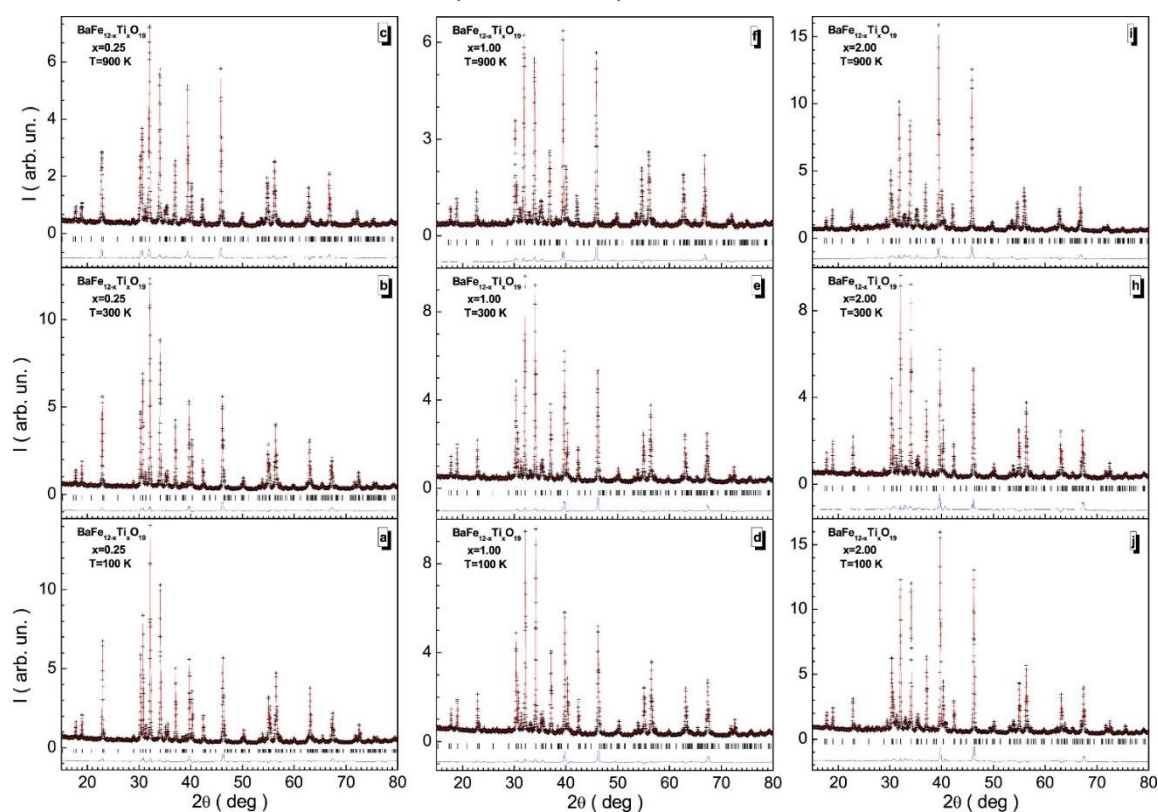 BaFe₁₂₋ₓTiₓO₁₉
x=0.25
T=900 K
c
6
4
2
0
BaFe₁₂₋ₓTiₓO₁₉
x=1.00
T=900 K
f
6
3
0
BaFe₁₂₋ₓTiₓO₁₉
x=2.00
T=900 K
i
15
10
5
0
I ( arb. un. )
BaFe₁₂₋ₓTiₓO₁₉
x=0.25
T=300 K
b
10
5
0
BaFe₁₂₋ₓTiₓO₁₉
x=1.00
T=300 K
e
8
4
0
BaFe₁₂₋ₓTiₓO₁₉
x=2.00
T=300 K
h
8
4
0
I ( arb. un. )
BaFe₁₂₋ₓTiₓO₁₉
x=0.25
T=100 K
a
10
5
0
BaFe₁₂₋ₓTiₓO₁₉
x=1.00
T=100 K
d
8
4
0
BaFe₁₂₋ₓTiₓO₁₉
x=2.00
T=100 K
j
15
10
5
0
I ( arb. un. )
20 30 40 50 60 70 80
20 30 40 50 60 70 80
20 30 40 50 60 70 80
2θ ( deg )
2θ ( deg )
2θ ( deg )